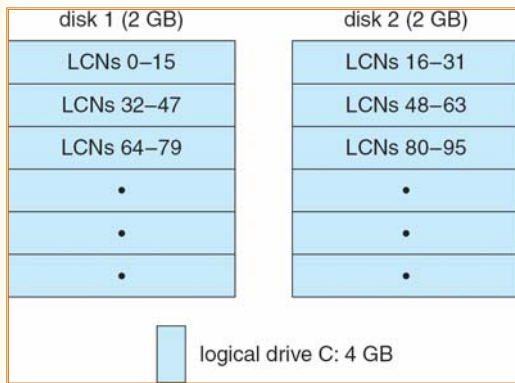 disk 1 (2 GB) disk 2 (2 GB)
LCNs 0–15 LCNs 16–31
LCNs 32–47 LCNs 48–63
LCNs 64–79 LCNs 80–95
• •
• •
• •
logical drive C: 4 GB